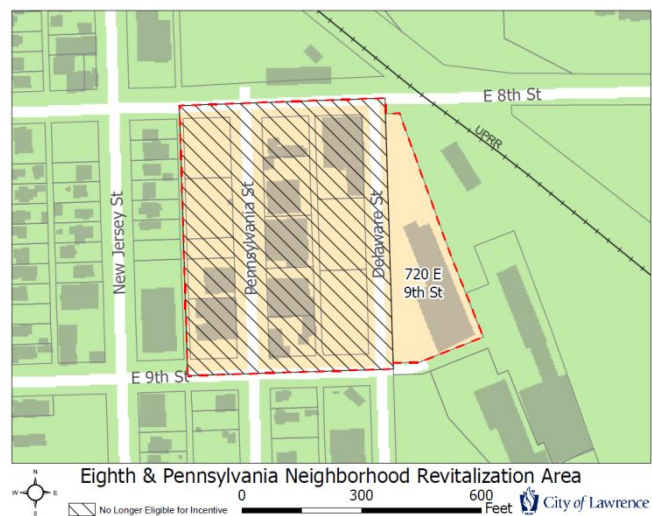 E 8th St
UPRR
New Jersey St
Pennsylvania St
Delaware St
720 E
9th St
E 9th St
Eighth & Pennsylvania Neighborhood Revitalization Area
N
W E
S
No Longer Eligible for Incentive
0 300 600
Feet
City of Lawrence